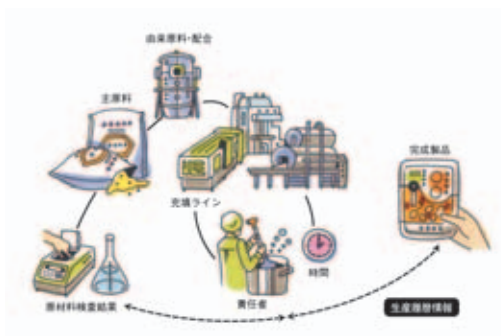 由来原料・配合
主原料
完成製品
充填ライン
時間
原材料検査結果
責任者
生産履歴情報